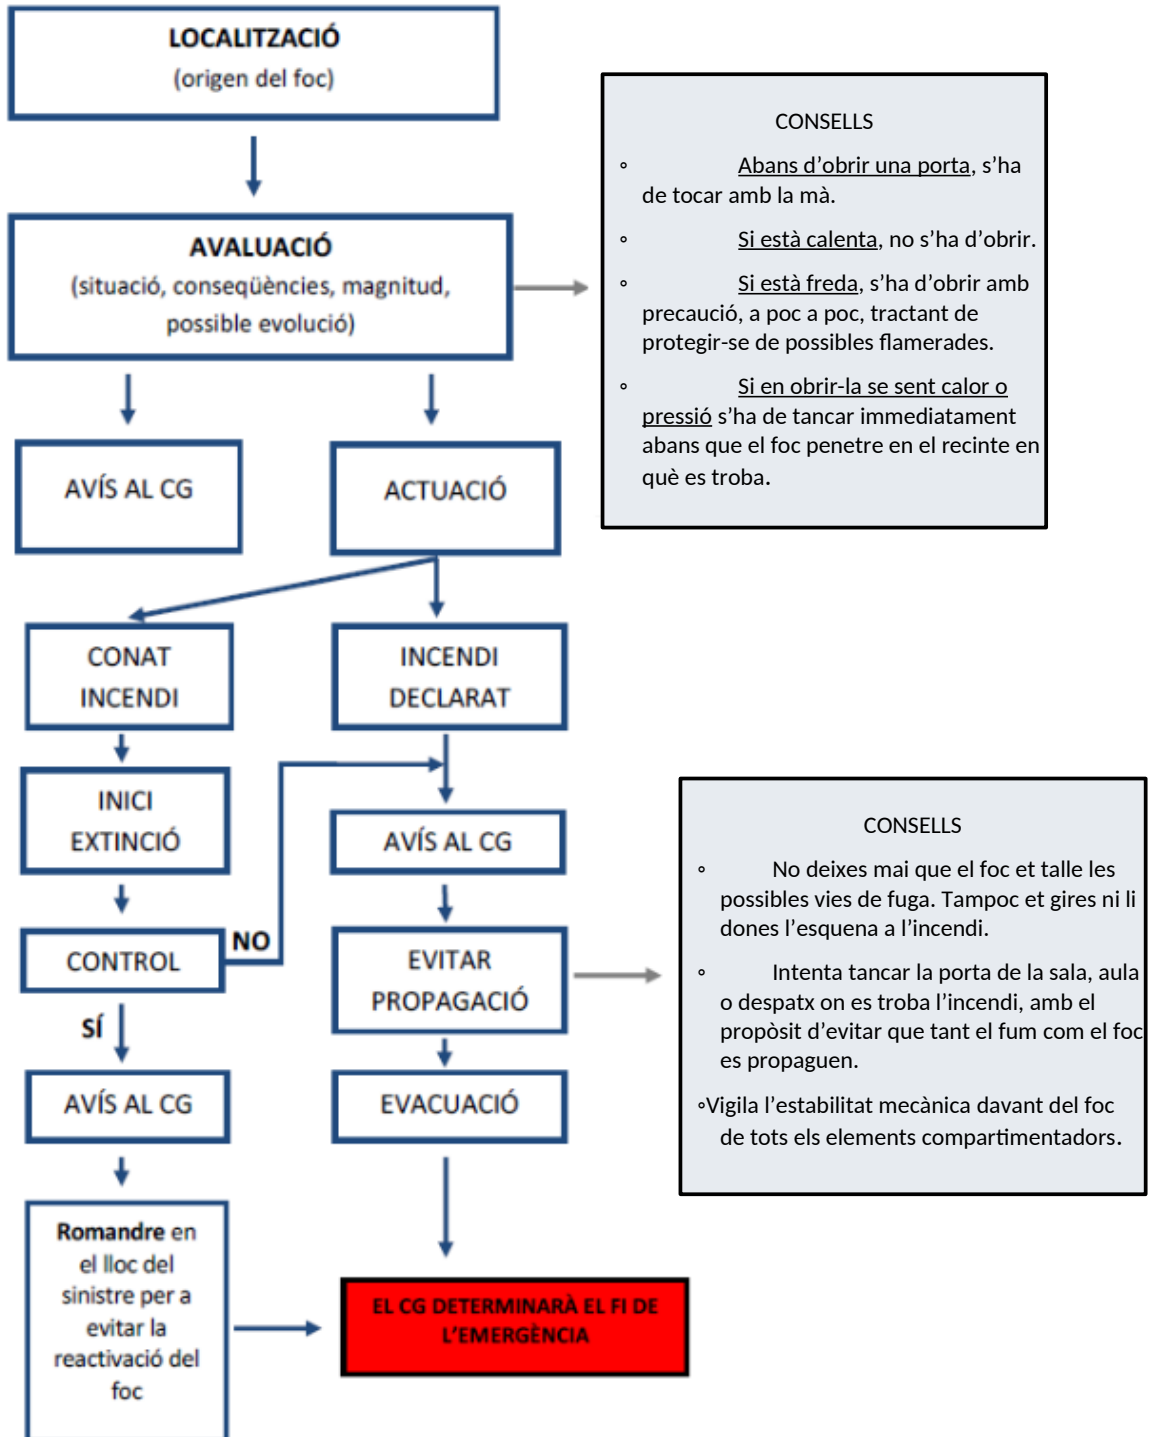 LOCALITZACIÓ
(origen del foc)
CONSELLS
◦ Abans d’obrir una porta, s’ha
de tocar amb la mà.
◦ Si està calenta, no s’ha d’obrir.
◦ Si està freda, s’ha d’obrir amb
precaució, a poc a poc, tractant de
protegir-se de possibles flamerades.
◦ Si en obrir-la se sent calor o
pressió s’ha de tancar immediatament
abans que el foc penetre en el recinte en
què es troba.
AVALUACIÓ
(situació, conseqüències, magnitud,
possible evolució)
AVÍS AL CG
ACTUACIÓ
CONAT
INCENDI
INCENDI
DECLARAT
INICI
EXTINCIÓ
AVÍS AL CG
CONTROL
NO
EVITAR
PROPAGACIÓ
CONSELLS
◦ No deixes mai que el foc et talle les
possibles vies de fuga. Tampoc et gires ni li
dones l’esquena a l’incendi.
◦ Intenta tancar la porta de la sala, aula
o despatx on es troba l’incendi, amb el
propòsit d’evitar que tant el fum com el foc
es propaguen.
◦Vigila l’estabilitat mecànica davant del foc
de tots els elements compartimentadors.
SÍ
AVÍS AL CG
EVACUACIÓ
Romandre en
el lloc del
sinistre per a
evitar la
reactivació del
foc
EL CG DETERMINARÀ EL FI DE
L’EMERGÈNCIA